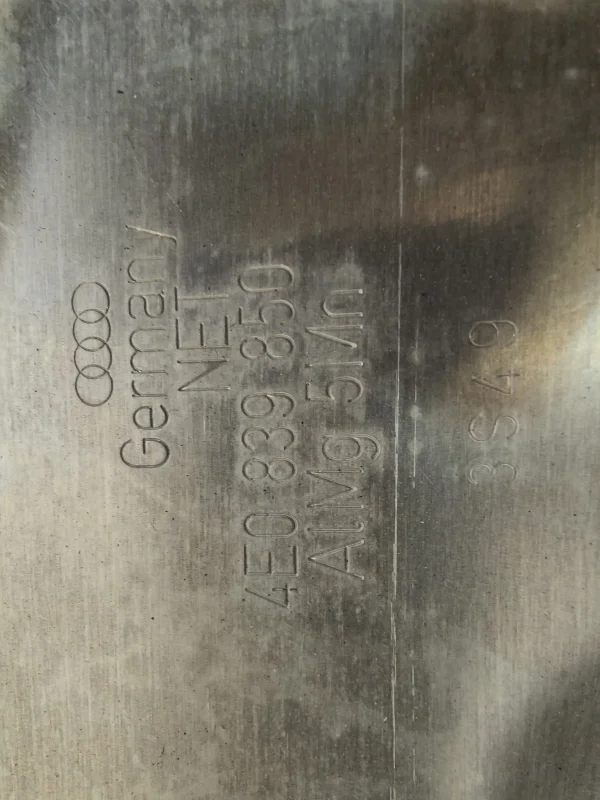 Germany
NET
4E0 839 850
AlMg 5Mn
3S49